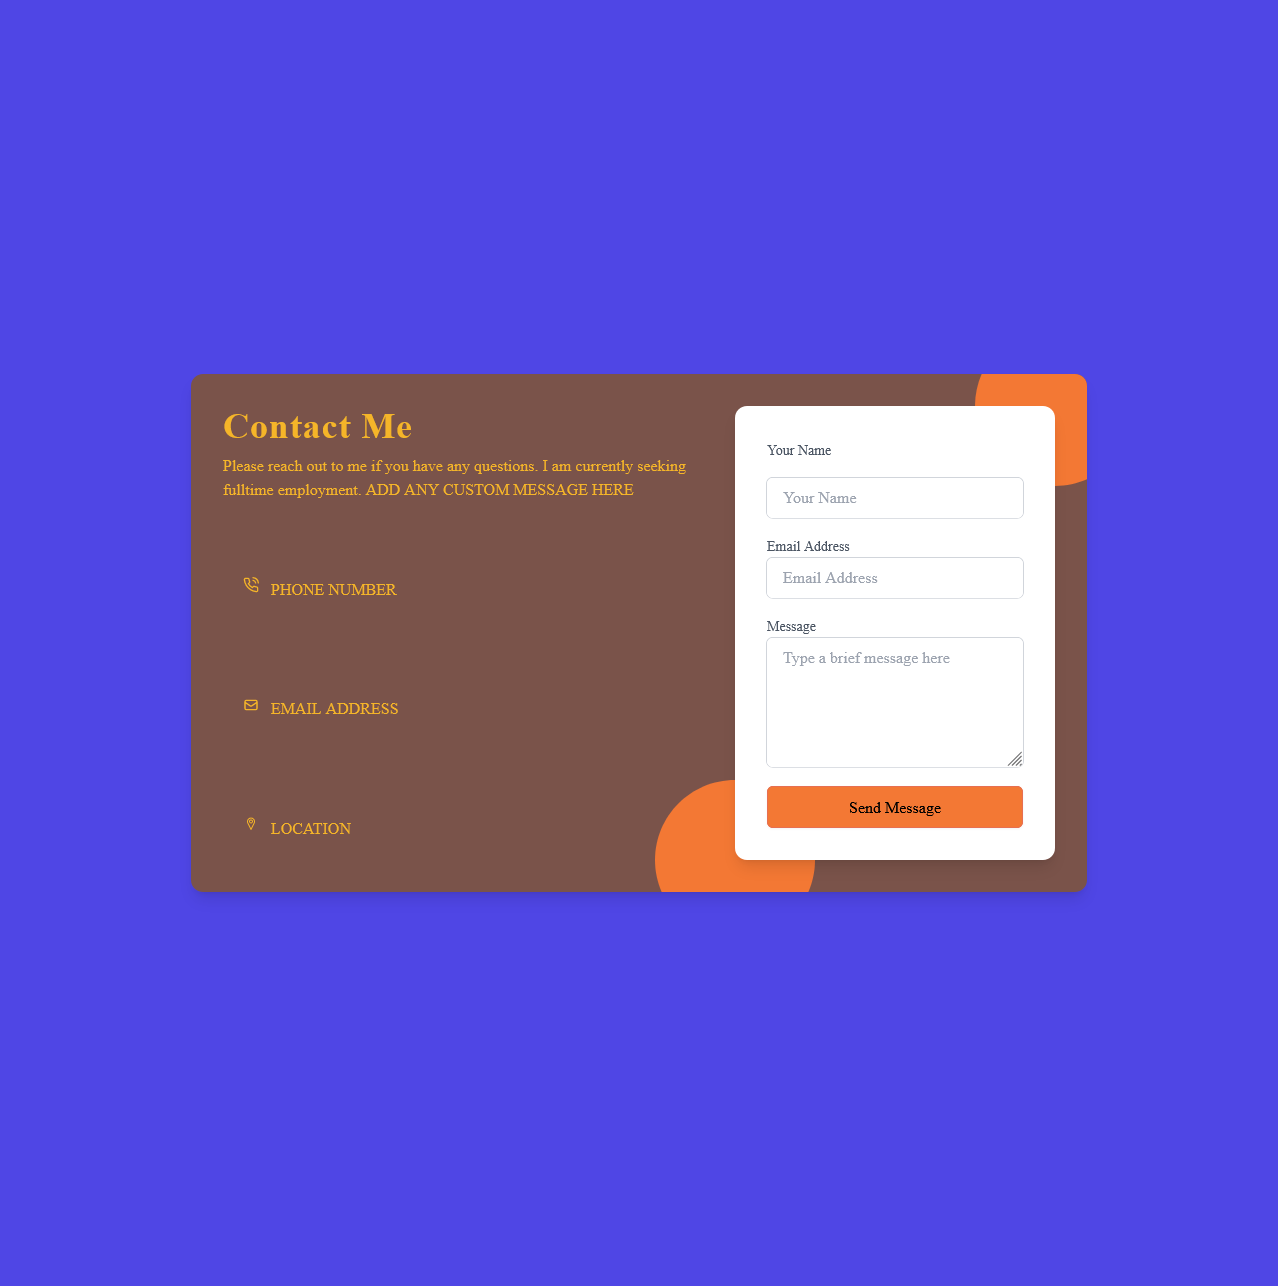 Contact Me
Please reach out to me if you have any questions. I am currently seeking
fulltime employment. ADD ANY CUSTOM MESSAGE HERE
PHONE NUMBER
EMAIL ADDRESS
LOCATION
Your Name
Your Name
Email Address
Email Address
Message
Type a brief message here
Send Message